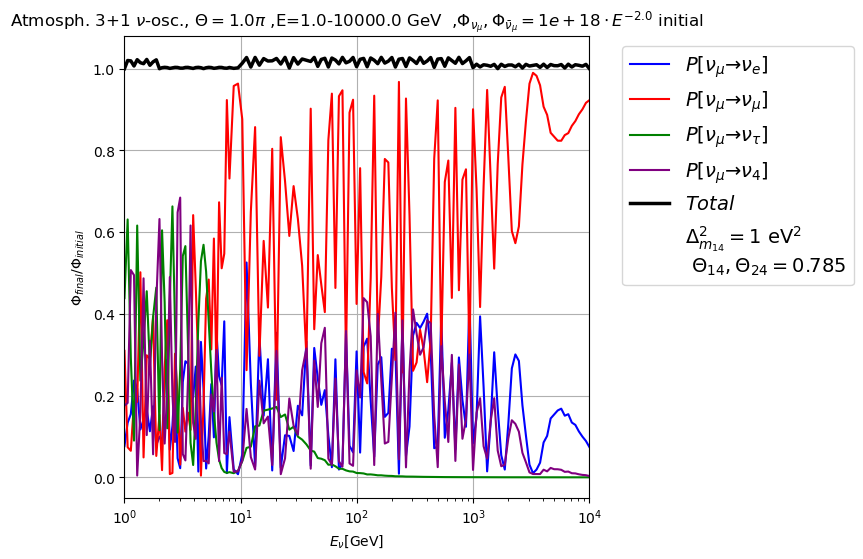 Atmosph. 3+1 ν-osc., Θ = 1.0π ,E=1.0-10000.0 GeV ,Φ_{ν_μ}, Φ_{ν̄_μ} = 1e + 18 · E^{-2.0} initial
1.0
0.8
0.6
0.4
0.2
0.0
Φ_{final}/Φ_{initial}
10^0
10^1
10^2
10^3
10^4
E_ν[GeV]
P[ν_μ→ν_e]
P[ν_μ→ν_μ]
P[ν_μ→ν_τ]
P[ν_μ→ν_4]
Total
Δ^2_{m_{14}} = 1 eV^2
Θ_{14}, Θ_{24} = 0.785